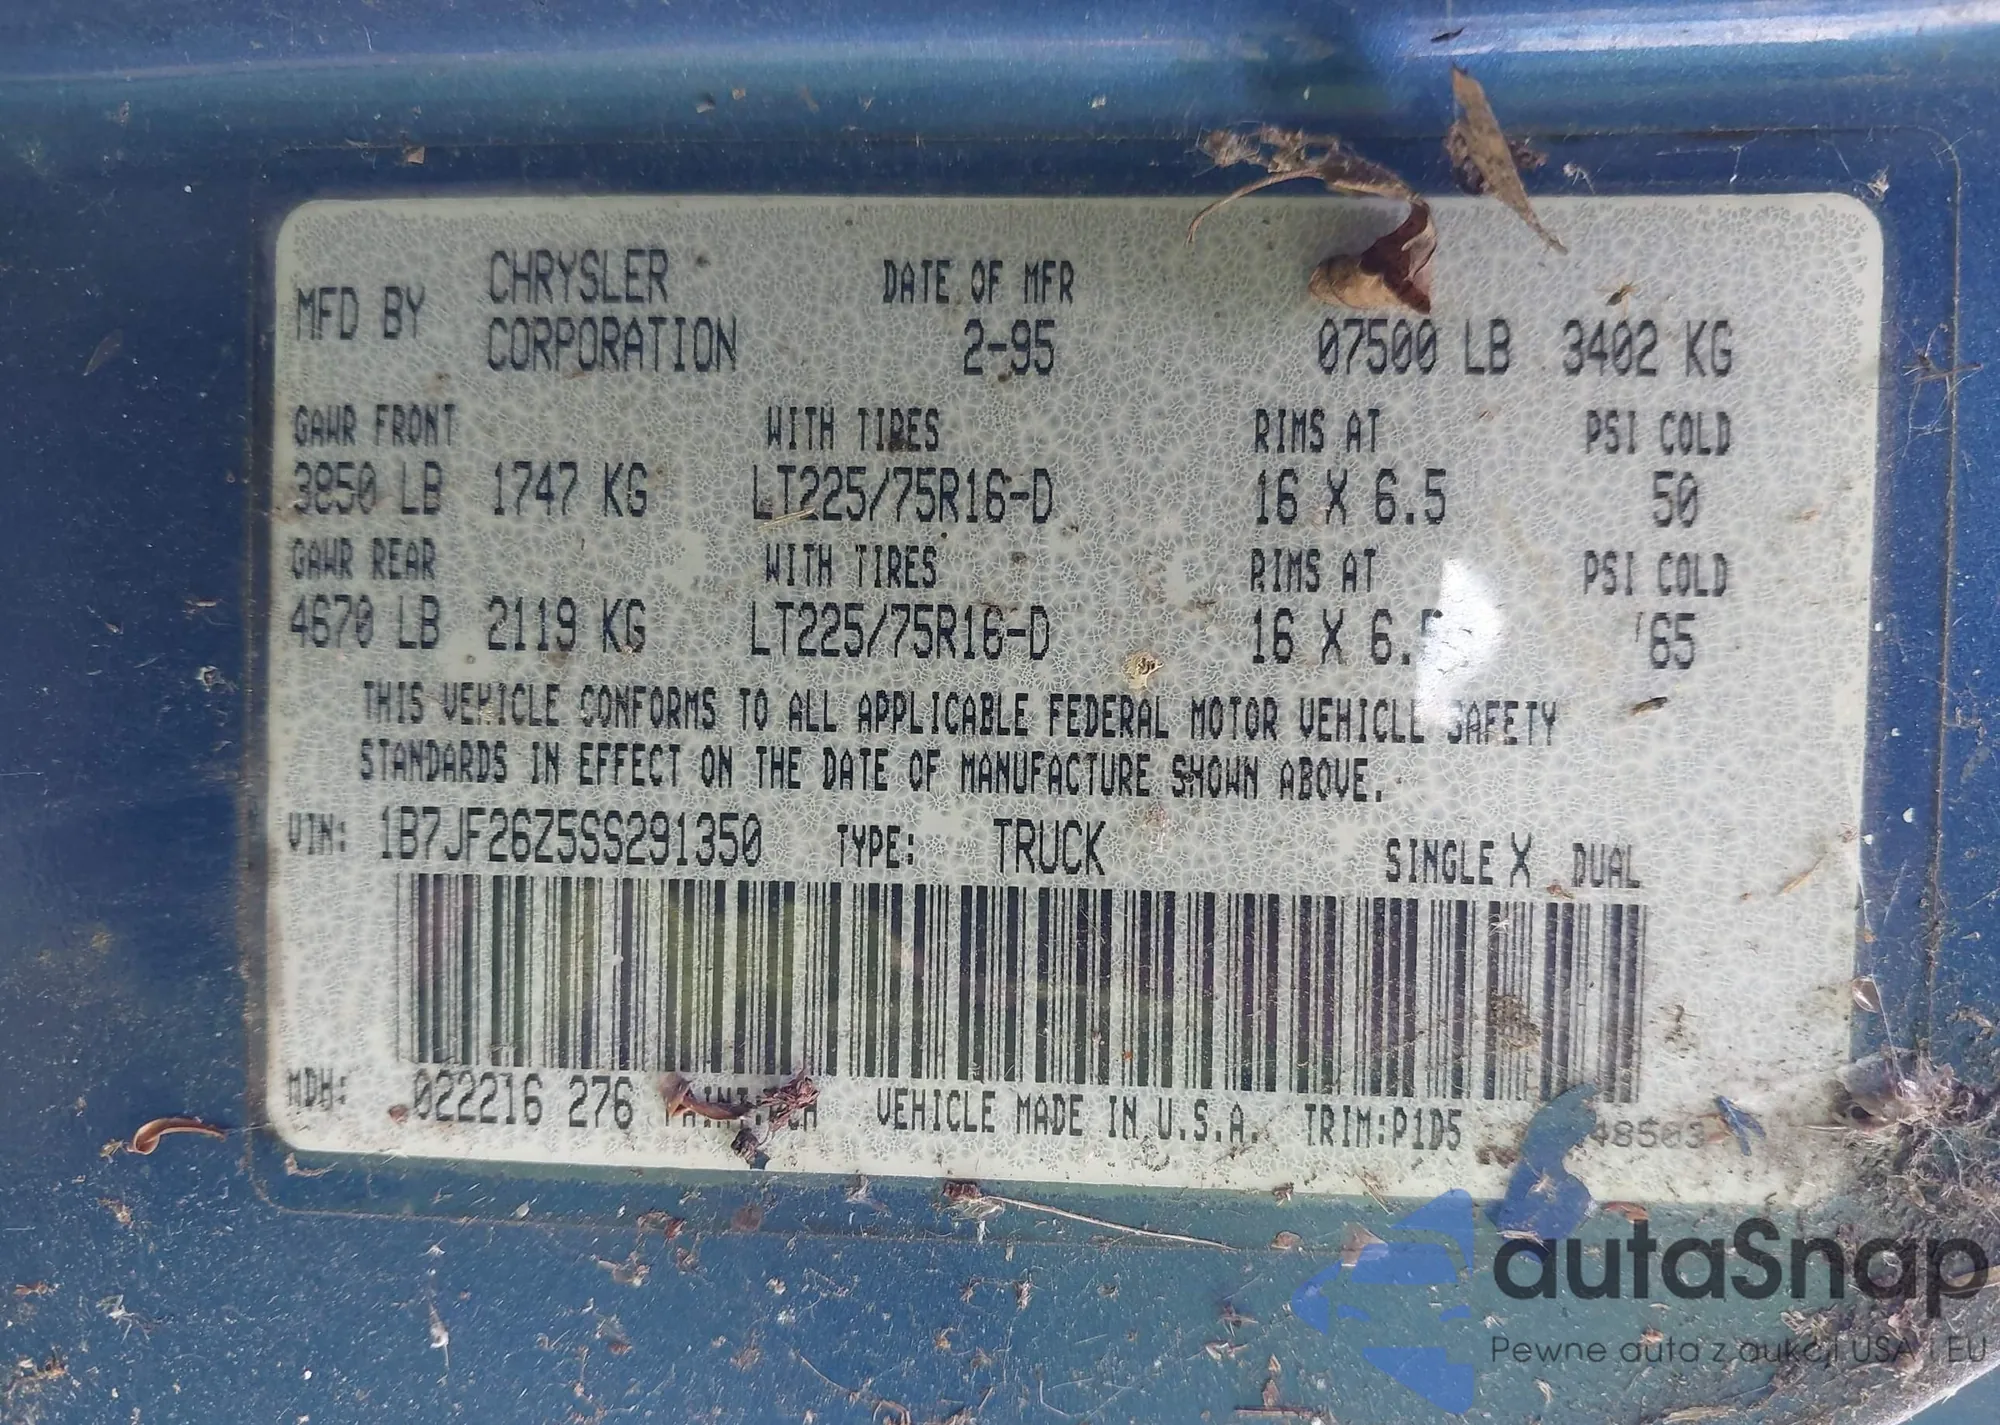 MFD BY CHRYSLER CORPORATION DATE OF MFR
2-95 07500 LB 3402 KG
GAWR FRONT WITH TIRES RIMS AT PSI COLD
3850 LB 1747 KG LT225/75R16-D 16 X 6.5 50
GAWR REAR WITH TIRES RIMS AT PSI COLD
4670 LB 2119 KG LT225/75R16-D 16 X 6.5 65
THIS VEHICLE CONFORMS TO ALL APPLICABLE FEDERAL MOTOR VEHICLE SAFETY
STANDARDS IN EFFECT ON THE DATE OF MANUFACTURE SHOWN ABOVE.
VIN: 1B7JF26Z5SS291350 TYPE: TRUCK SINGLE X DUAL
MDH: 022216 276 VEHICLE MADE IN U.S.A. TRIM:P1D5
autaSnap
Pewne auta z aukcji USA i EU